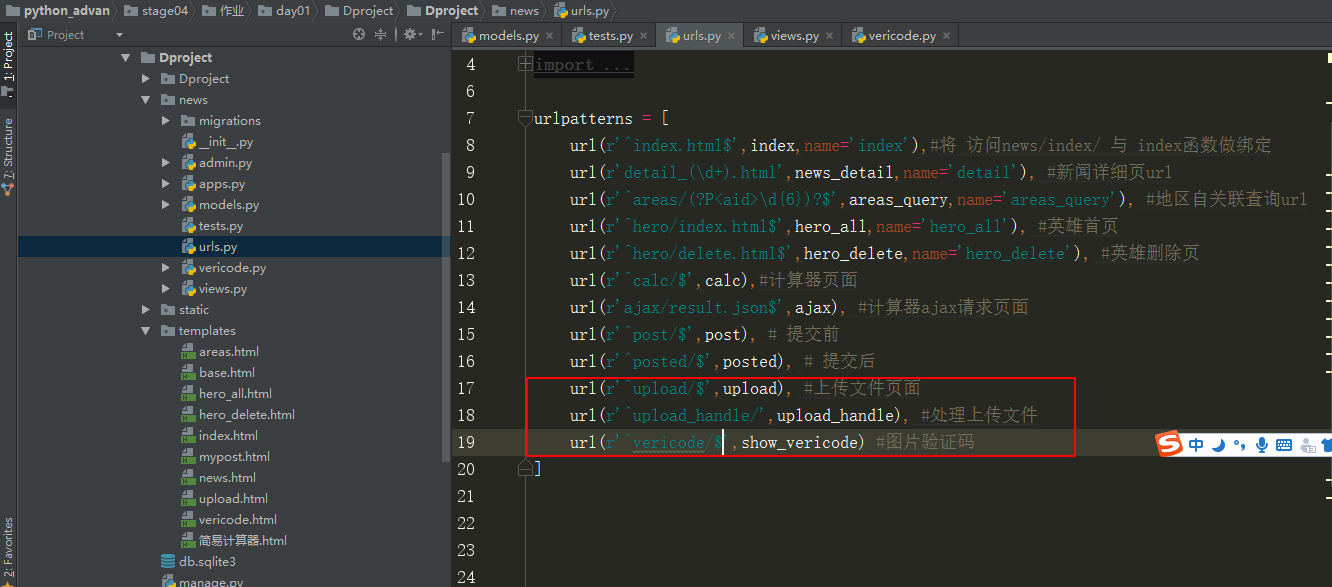 python_advan stage04 作业 day01 Dproject Dproject news urls.py
Project models.py tests.py urls.py views.py vericode.py
1: Project
7: Structure
2: Favorites
Dproject
Dproject
news
migrations
__init__.py
admin.py
apps.py
models.py
tests.py
urls.py
vericode.py
views.py
static
templates
areas.html
base.html
hero_all.html
hero_delete.html
index.html
mypost.html
news.html
upload.html
vericode.html
简易计算器.html
db.sqlite3
manage.py
4 import ...
6
7 urlpatterns = [
8 url(r'^index.html$',index,name='index'),#将 访问news/index/ 与 index函数做绑定
9 url(r'detail_(\d+).html',news_detail,name='detail'), #新闻详细页url
10 url(r'^areas/(?P<aid>\d{6})?$',areas_query,name='areas_query'), #地区自关联查询url
11 url(r'^hero/index.html$',hero_all,name='hero_all'), #英雄首页
12 url(r'^hero/delete.html$',hero_delete,name='hero_delete'), #英雄删除页
13 url(r'^calc/$',calc),#计算器页面
14 url(r'ajax/result.json$',ajax), #计算器ajax请求页面
15 url(r'^post/$',post), # 提交前
16 url(r'^posted/$',posted), # 提交后
17 url(r'^upload/$',upload), #上传文件页面
18 url(r'^upload_handle/',upload_handle), #处理上传文件
19 url(r'^vericode/$',show_vericode) #图片验证码
20 ]
21
22
23
24
S 中